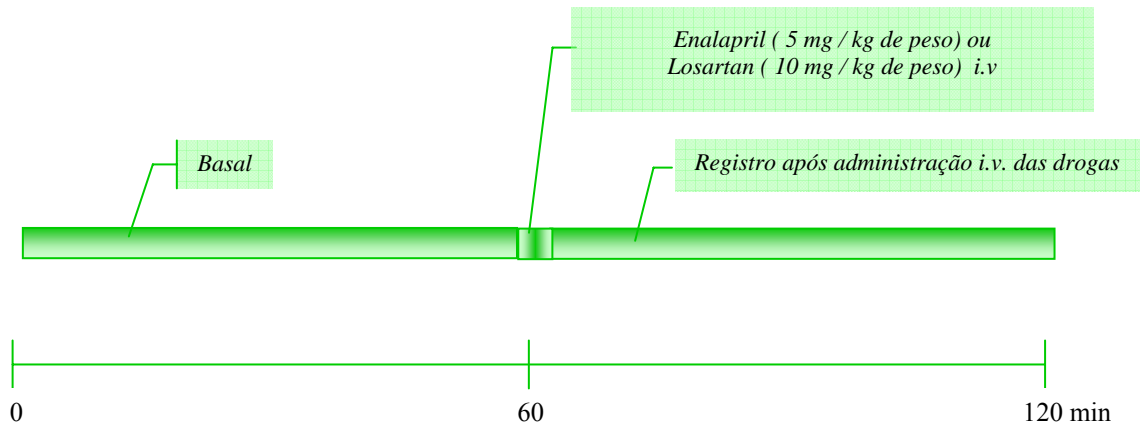 Enalapril ( 5 mg / kg de peso) ou
Losartan ( 10 mg / kg de peso)  i.v
Basal
Registro após administração i.v. das drogas
0
60
120 min